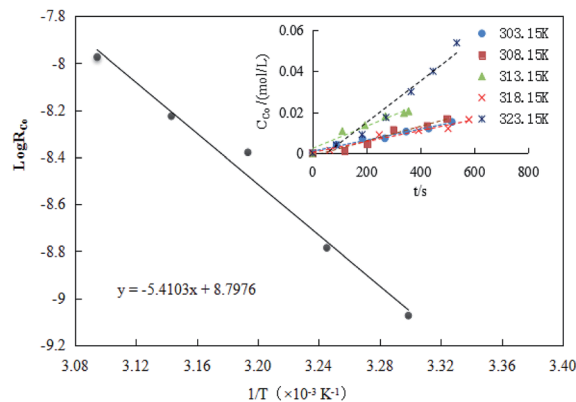 -7.8
-8
-8.2
-8.4
-8.6
-8.8
-9
-9.2
LogR_Co
3.08
3.12
3.16
3.20
3.24
3.28
3.32
3.36
3.40
1/T（×10⁻³ K⁻¹）
y = -5.4103x + 8.7976
0.06
0.04
0.02
0
C_Co /(mol/L)
0
200
400
600
800
t/s
303.15K
308.15K
313.15K
318.15K
323.15K